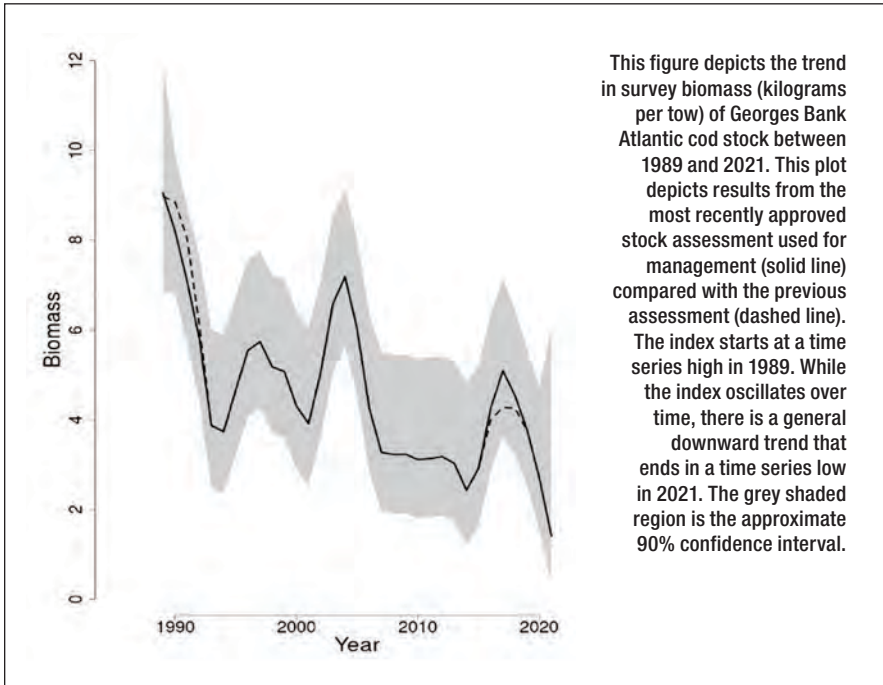 12
10
8
6
4
2
0
Biomass
1990
2000
2010
2020
Year
This figure depicts the trend
in survey biomass (kilograms
per tow) of Georges Bank
Atlantic cod stock between
1989 and 2021. This plot
depicts results from the
most recently approved
stock assessment used for
management (solid line)
compared with the previous
assessment (dashed line).
The index starts at a time
series high in 1989. While
the index oscillates over
time, there is a general
downward trend that
ends in a time series low
in 2021. The grey shaded
region is the approximate
90% confidence interval.